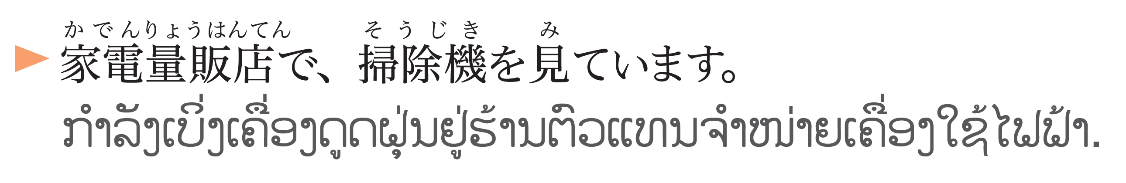 かでんりょうはんてん そうじき み
▶家電量販店で、掃除機を見ています。
ກຳລັງເບິ່ງເຄື່ອງດູດຝຸ່ນຢູ່ຮ້ານຕົວແທນຈຳໜ່າຍເຄື່ອງໃຊ້ໄຟຟ້າ.